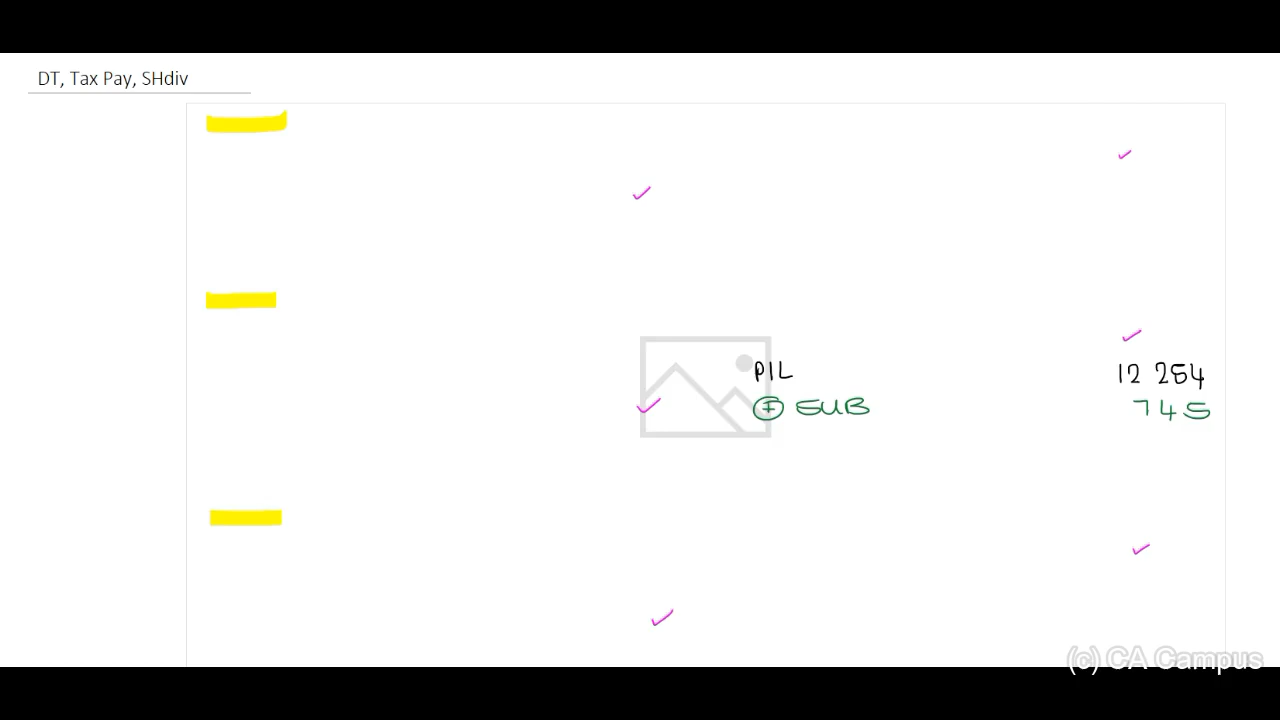 DT, Tax Pay, SHdiv
P/L 12 254
+ SUB 745
(c) CA Campus